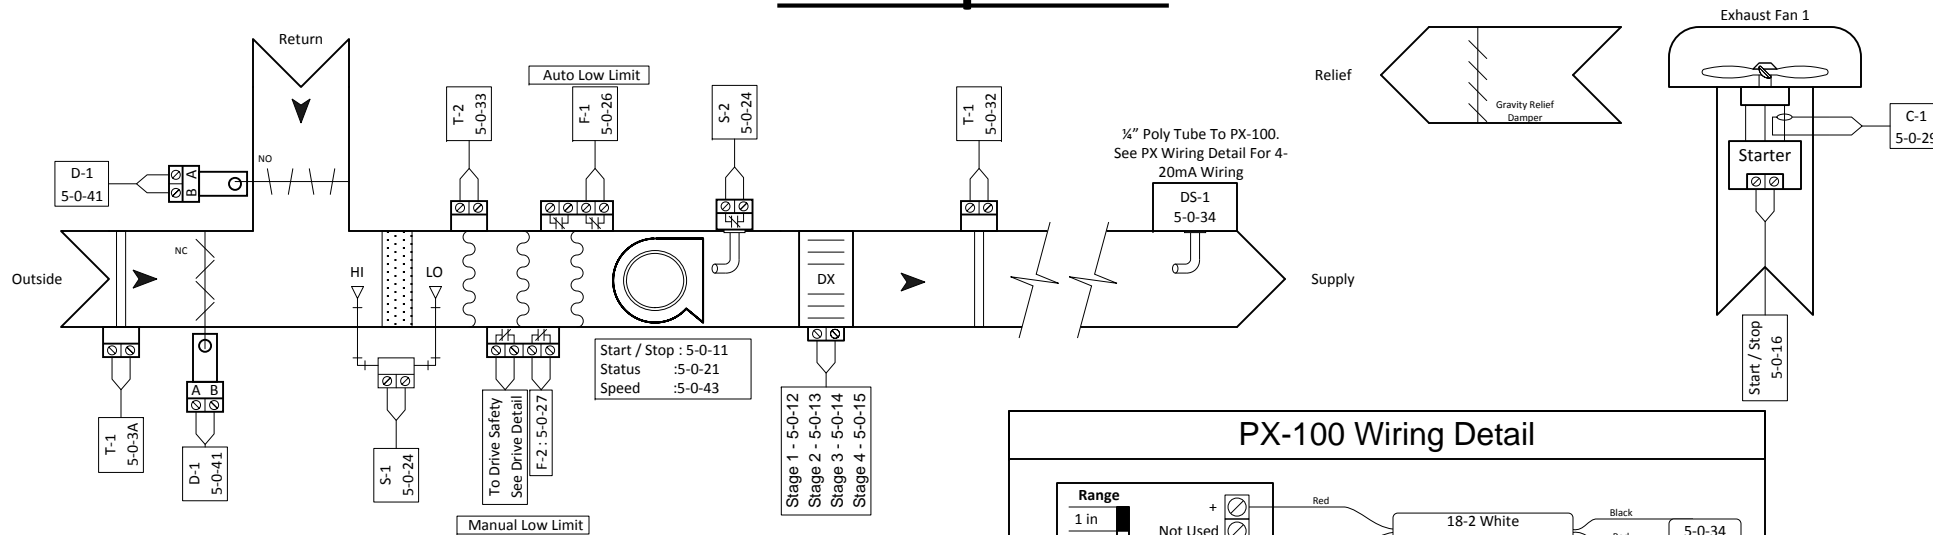 Exhaust Fan 1
Return
Relief
Gravity Relief
Damper
C-1
5-0-29
Starter
Start / Stop
5-0-16
Auto Low Limit
T-2
5-0-33
F-1
5-0-26
S-2
5-0-24
T-1
5-0-32
¼” Poly Tube To PX-100.
See PX Wiring Detail For 4-
20mA Wiring
DS-1
5-0-34
D-1
5-0-41
A
B
NO
NC
Outside
HI
LO
DX
Supply
Start / Stop : 5-0-11
Status :5-0-21
Speed :5-0-43
A B
T-1
5-0-3A
D-1
5-0-41
S-1
5-0-24
To Drive Safety
See Drive Detail
F-2 : 5-0-27
Manual Low Limit
Stage 1 - 5-0-12
Stage 2 - 5-0-13
Stage 3 - 5-0-14
Stage 4 - 5-0-15
PX-100 Wiring Detail
Range
1 in
+
Not Used
Red
18-2 White
Black
5-0-34